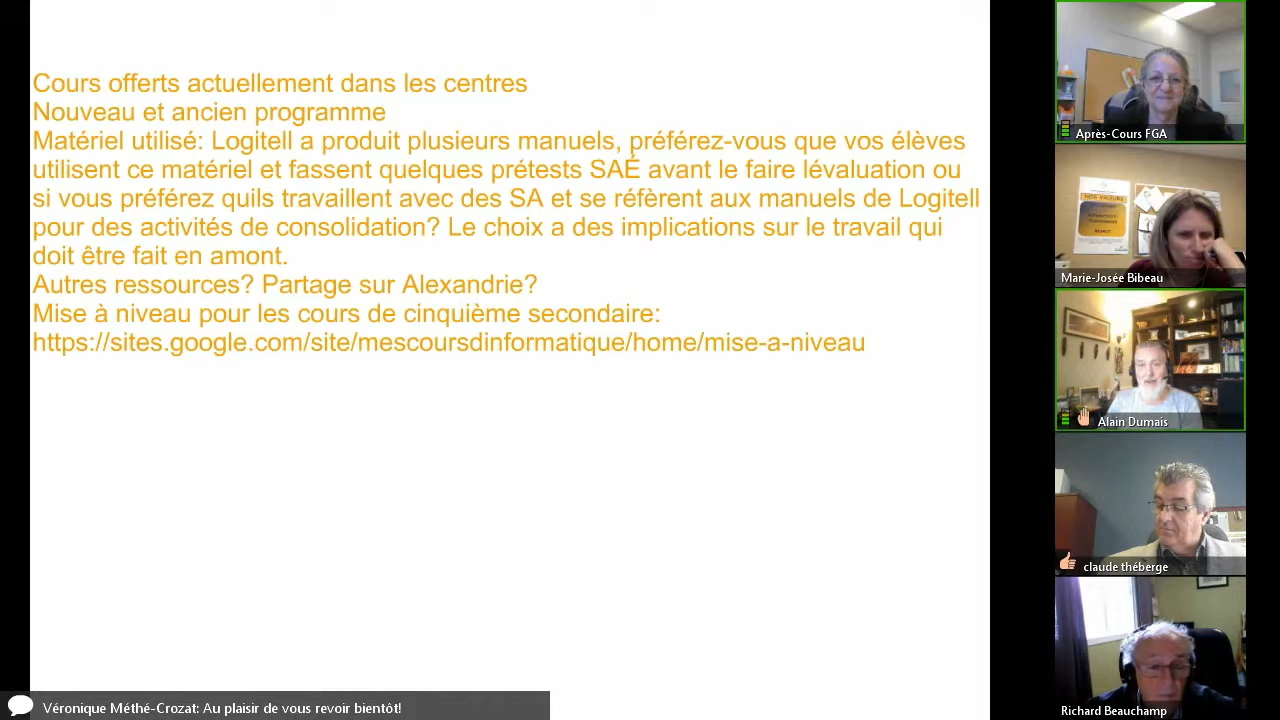 Cours offerts actuellement dans les centres
Nouveau et ancien programme
Matériel utilisé: Logitell a produit plusieurs manuels, préférez-vous que vos élèves
utilisent ce matériel et fassent quelques prétests SAÉ avant le faire lévaluation ou
si vous préférez quils travaillent avec des SA et se réfèrent aux manuels de Logitell
pour des activités de consolidation? Le choix a des implications sur le travail qui
doit être fait en amont.
Autres ressources? Partage sur Alexandrie?
Mise à niveau pour les cours de cinquième secondaire:
https://sites.google.com/site/mescoursdinformatique/home/mise-a-niveau
Après-Cours FGA
NOS VALEURS
Marie-Josée Bibeau
Alain Dumais
claude théberge
Richard Beauchamp
Véronique Méthé-Crozat: Au plaisir de vous revoir bientôt!